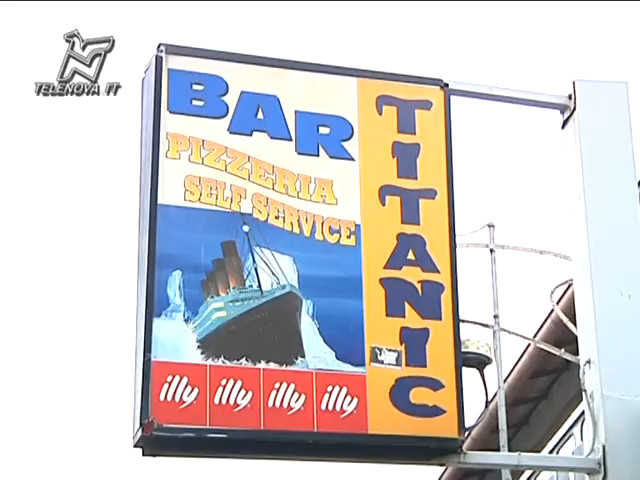 TELENOVA IT
BAR
PIZZERIA
SELF SERVICE
TITANIC
illy illy illy illy